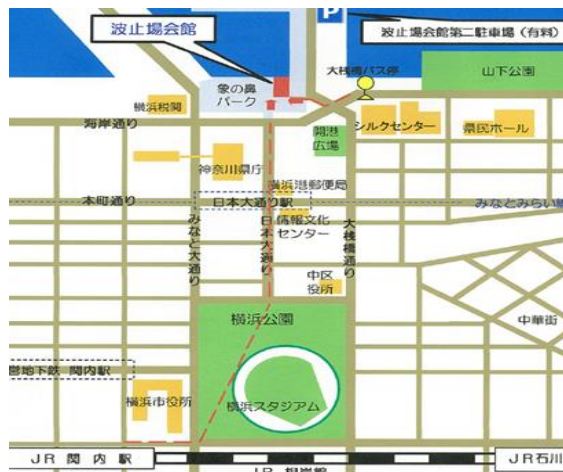 P
波止場会館
波止場会館第二駐車場(有料)
大桟橋バス停
山下公園
象の鼻
パーク
横浜税関
海岸通り
開港
広場
シルクセンター
県民ホール
神奈川県庁
横浜港郵便局
本町通り
日本大通り駅
みなとみらい
情報文化
センター
みなと大通り
日本大通り
大桟橋通り
中区
役所
横浜公園
中華街
営地下鉄 関内駅
横浜市役所
横浜スタジアム
JR 関内駅
JR石川